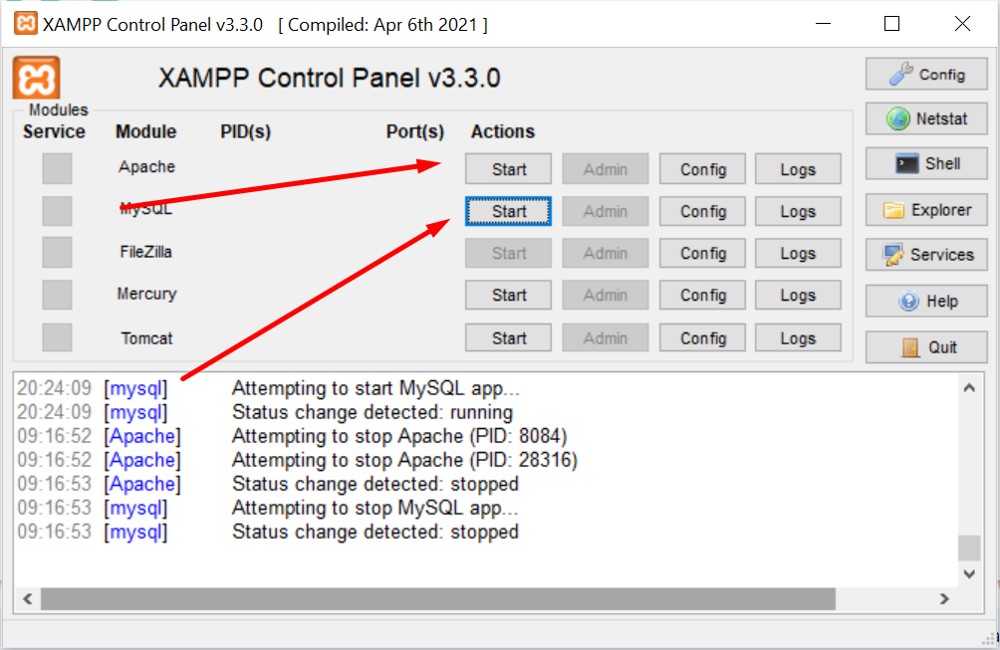 XAMPP Control Panel v3.3.0 [ Compiled: Apr 6th 2021 ]
XAMPP Control Panel v3.3.0
Config
Modules
Service Module PID(s) Port(s) Actions
Netstat
Apache Start Admin Config Logs
Shell
MySQL Start Admin Config Logs
Explorer
FileZilla Start Admin Config Logs
Services
Mercury Start Admin Config Logs
Help
Tomcat Start Admin Config Logs
Quit
20:24:09 [mysql] Attempting to start MySQL app...
20:24:09 [mysql] Status change detected: running
09:16:52 [Apache] Attempting to stop Apache (PID: 8084)
09:16:52 [Apache] Attempting to stop Apache (PID: 28316)
09:16:53 [Apache] Status change detected: stopped
09:16:53 [mysql] Attempting to stop MySQL app...
09:16:53 [mysql] Status change detected: stopped